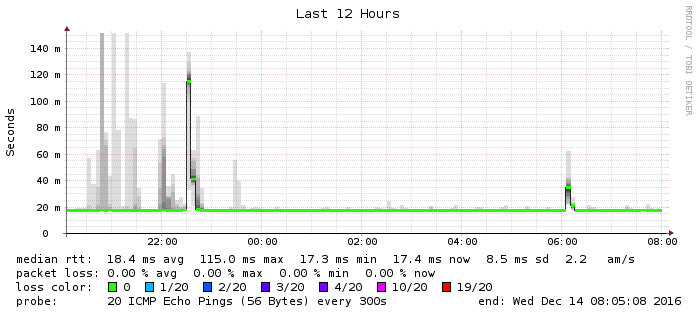 Last 12 Hours
RRDTOOL / TOBI OETIKER
Seconds
140 m
120 m
100 m
80 m
60 m
40 m
20 m
0
22:00 00:00 02:00 04:00 06:00 08:00
median rtt: 18.4 ms avg 115.0 ms max 17.3 ms min 17.4 ms now 8.5 ms sd 2.2 am/s
packet loss: 0.00 % avg 0.00 % max 0.00 % min 0.00 % now
loss color: 0 1/20 2/20 3/20 4/20 10/20 19/20
probe: 20 ICMP Echo Pings (56 Bytes) every 300s end: Wed Dec 14 08:05:08 2016